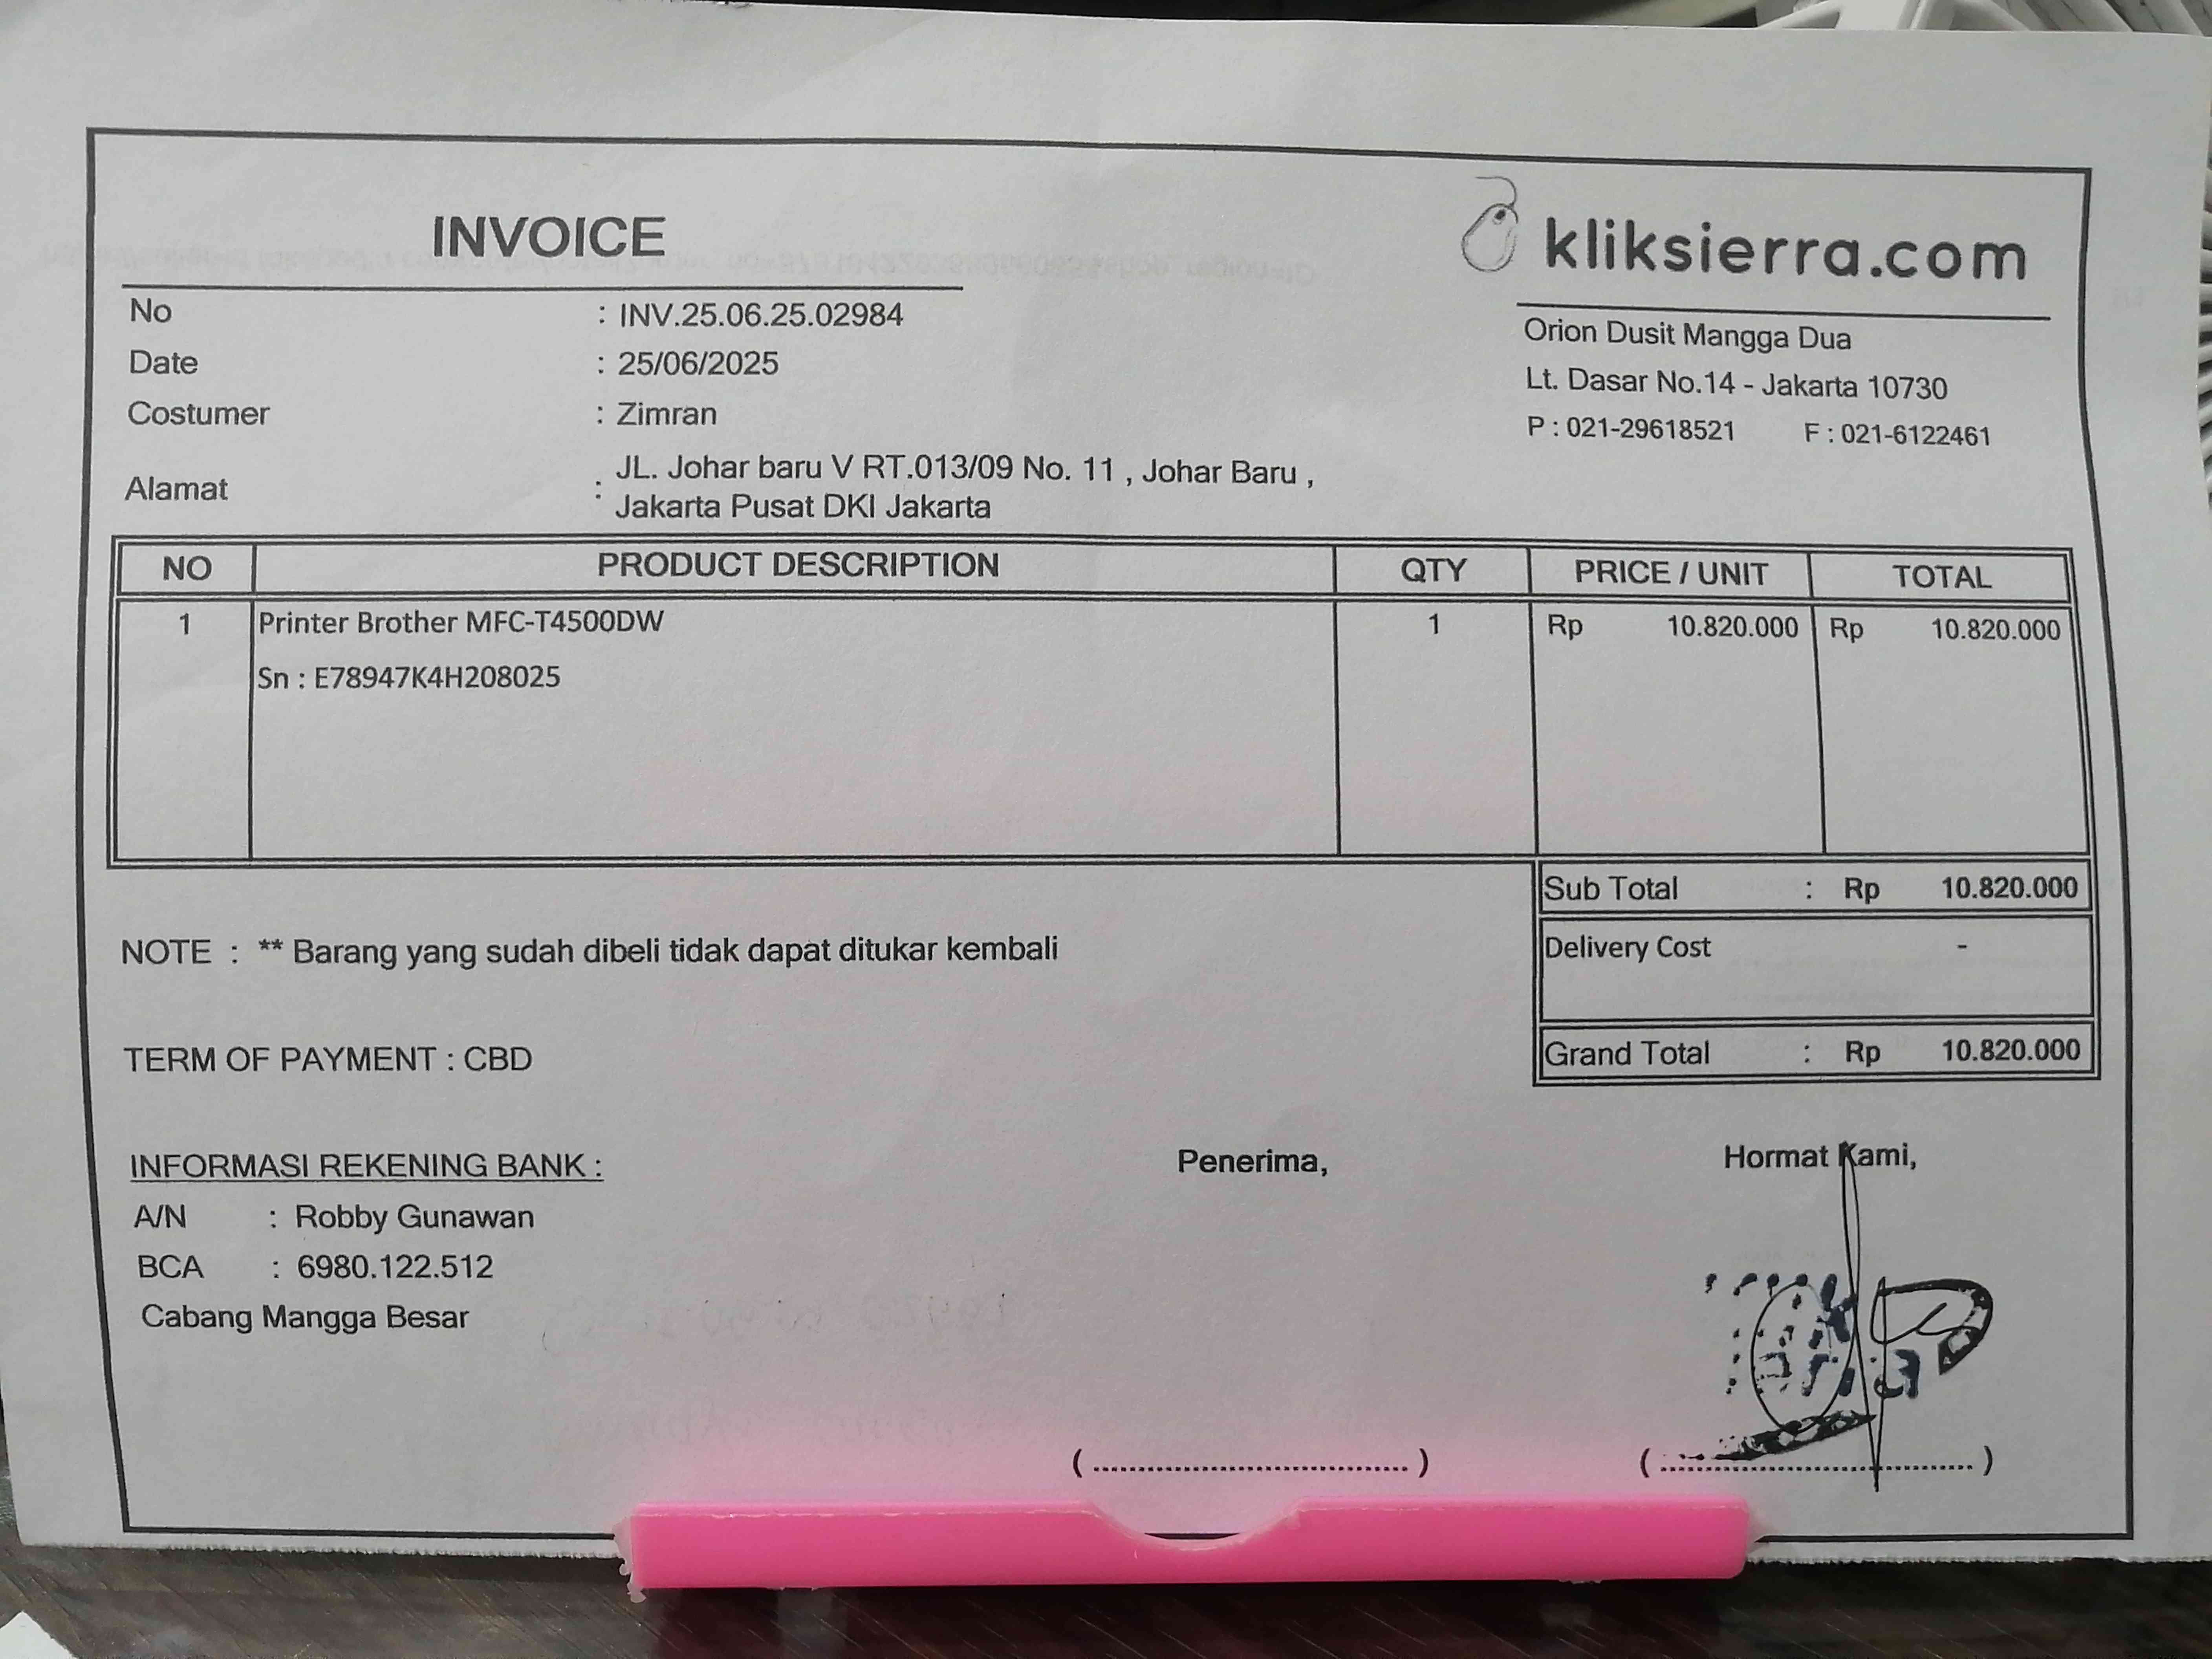 INVOICE
kliksierra.com
No : INV.25.06.25.02984
Date : 25/06/2025
Costumer : Zimran
Alamat : JL. Johar baru V RT.013/09 No. 11 , Johar Baru ,
Jakarta Pusat DKI Jakarta
Orion Dusit Mangga Dua
Lt. Dasar No.14 - Jakarta 10730
P : 021-29618521 F : 021-6122461
NO PRODUCT DESCRIPTION QTY PRICE / UNIT TOTAL
1 Printer Brother MFC-T4500DW 1 Rp 10.820.000 Rp 10.820.000
Sn : E78947K4H208025
Sub Total : Rp 10.820.000
NOTE : ** Barang yang sudah dibeli tidak dapat ditukar kembali
Delivery Cost -
TERM OF PAYMENT : CBD
Grand Total : Rp 10.820.000
INFORMASI REKENING BANK :
A/N : Robby Gunawan
BCA : 6980.122.512
Cabang Mangga Besar
Penerima,
Hormat Kami,
(..............................)
(..............................)